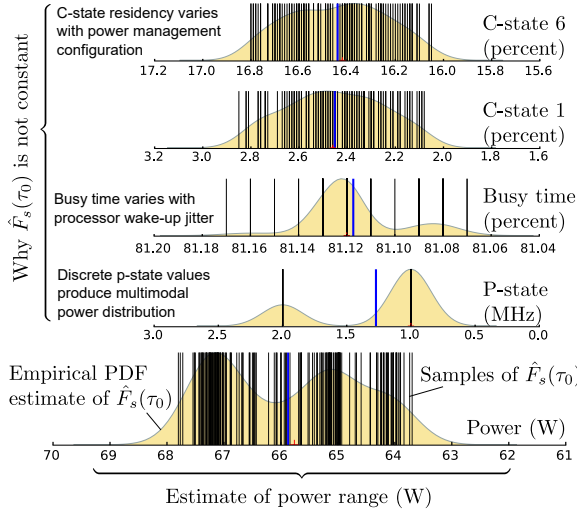 Why F̂ₛ(τ₀) is not constant
C-state residency varies
with power management
configuration
C-state 6
(percent)
17.2 17.0 16.8 16.6 16.4 16.2 16.0 15.8 15.6
C-state 1
(percent)
3.2 3.0 2.8 2.6 2.4 2.2 2.0 1.8 1.6
Busy time varies with
processor wake-up jitter
Busy time
(percent)
81.20 81.18 81.16 81.14 81.12 81.10 81.08 81.06 81.04
Discrete p-state values
produce multimodal
power distribution
P-state
(MHz)
3.0 2.5 2.0 1.5 1.0 0.5 0.0
Empirical PDF
estimate of F̂ₛ(τ₀)
Samples of F̂ₛ(τ₀)
Power (W)
70 69 68 67 66 65 64 63 62 61
Estimate of power range (W)